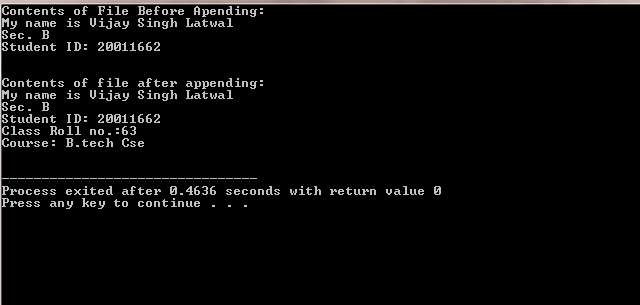 Contents of File Before Apending:
My name is Vijay Singh Latwal
Sec. B
Student ID: 20011662
Contents of file after appending:
My name is Vijay Singh Latwal
Sec. B
Student ID: 20011662
Class Roll no.:63
Course: B.tech Cse
--------------------------------
Process exited after 0.4636 seconds with return value 0
Press any key to continue . . .